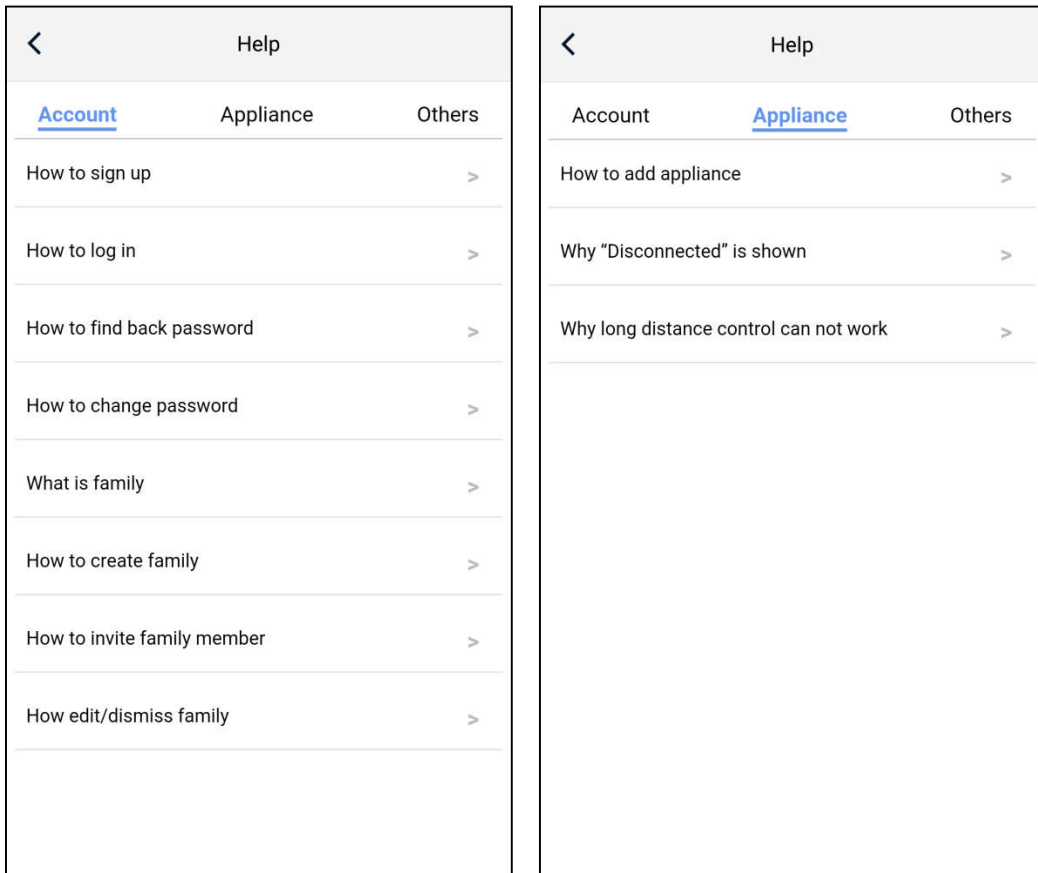 Help
Account Appliance Others
How to sign up >
How to log in >
How to find back password >
How to change password >
What is family >
How to create family >
How to invite family member >
How edit/dismiss family >
Help
Account Appliance Others
How to add appliance >
Why “Disconnected” is shown >
Why long distance control can not work >